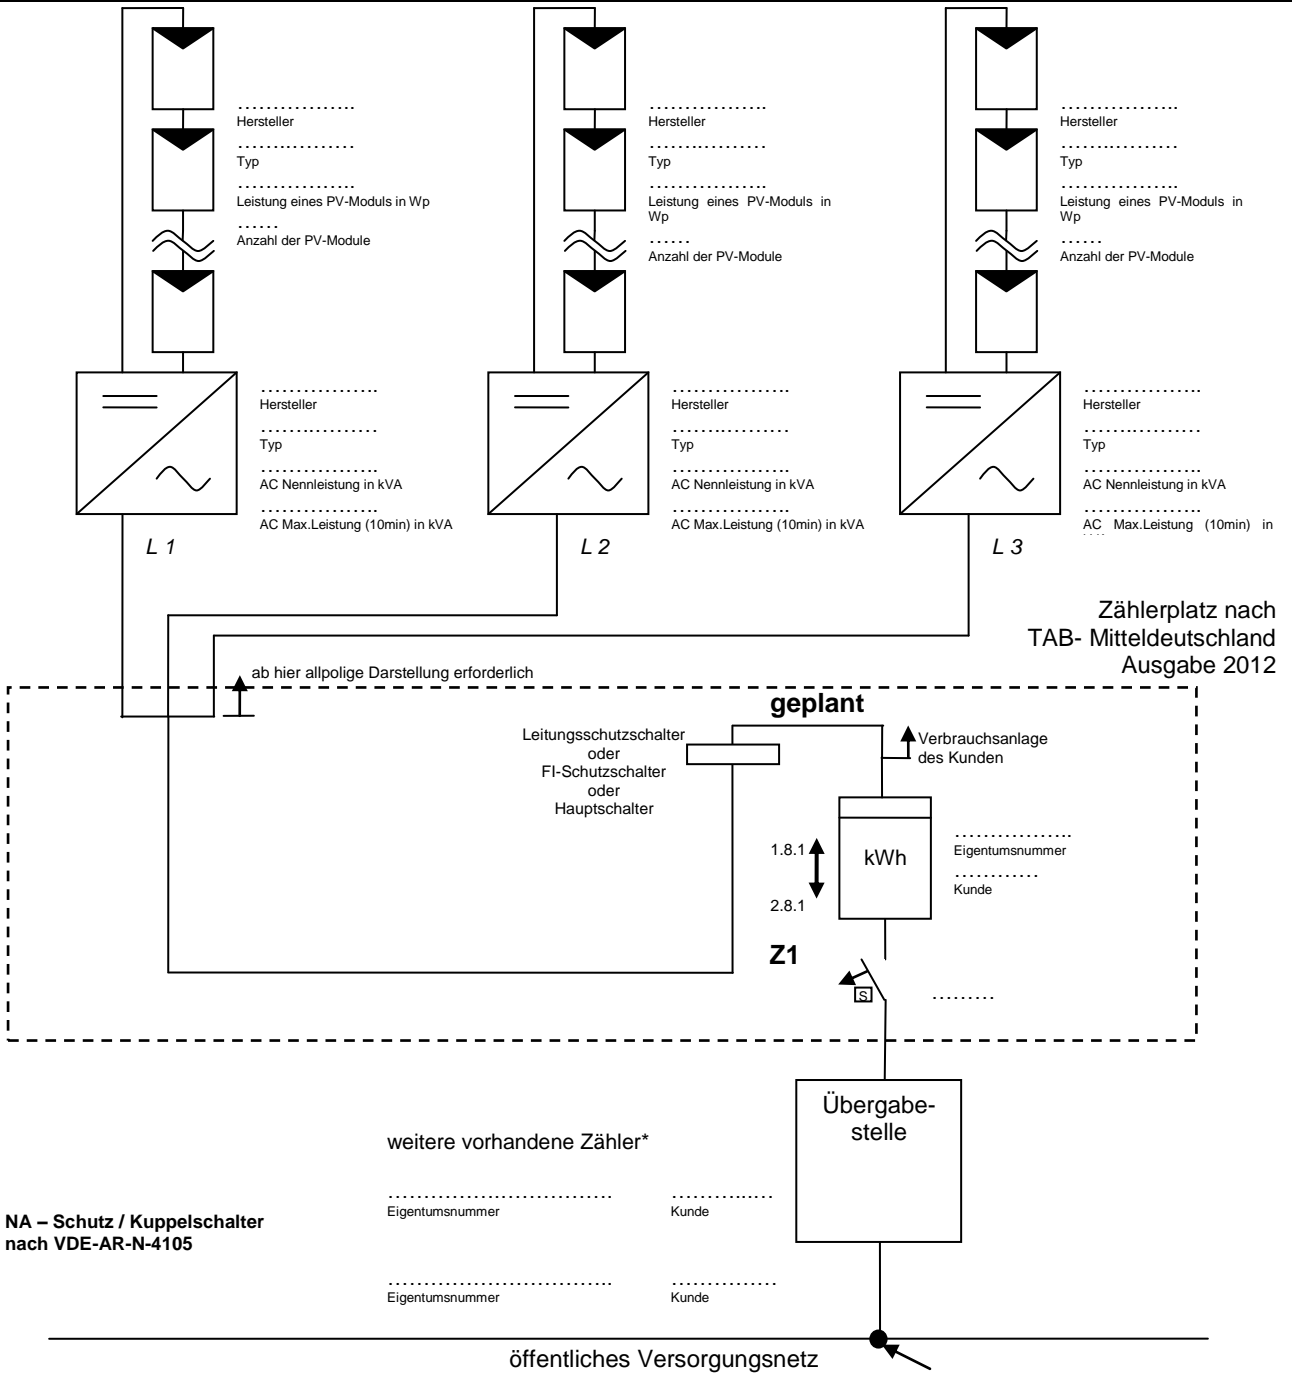 ……………..
Hersteller
……………..
Typ
……………..
Leistung eines PV-Moduls in Wp
……
Anzahl der PV-Module
……………..
Hersteller
……………..
Typ
……………..
Leistung eines PV-Moduls in
Wp
……
Anzahl der PV-Module
……………..
Hersteller
……………..
Typ
……………..
Leistung eines PV-Moduls in
Wp
……
Anzahl der PV-Module
……………..
Hersteller
……………..
Typ
……………..
AC Nennleistung in kVA
……………..
AC Max.Leistung (10min) in kVA
L 1
……………..
Hersteller
……………..
Typ
……………..
AC Nennleistung in kVA
……………..
AC Max.Leistung (10min) in kVA
L 2
……………..
Hersteller
……………..
Typ
……………..
AC Nennleistung in kVA
……………..
AC Max.Leistung (10min) in
L 3
Zählerplatz nach
TAB- Mitteldeutschland
Ausgabe 2012
ab hier allpolige Darstellung erforderlich
geplant
Leitungsschutzschalter
oder
FI-Schutzschalter
oder
Hauptschalter
Verbrauchsanlage
des Kunden
1.8.1
2.8.1
kWh
……………..
Eigentumsnummer
…………
Kunde
Z1
S
………
Übergabe-
stelle
weitere vorhandene Zähler*
…………………………..
Eigentumsnummer
……………
Kunde
NA – Schutz / Kuppelschalter
nach VDE-AR-N-4105
…………………………..
Eigentumsnummer
……………
Kunde
öffentliches Versorgungsnetz